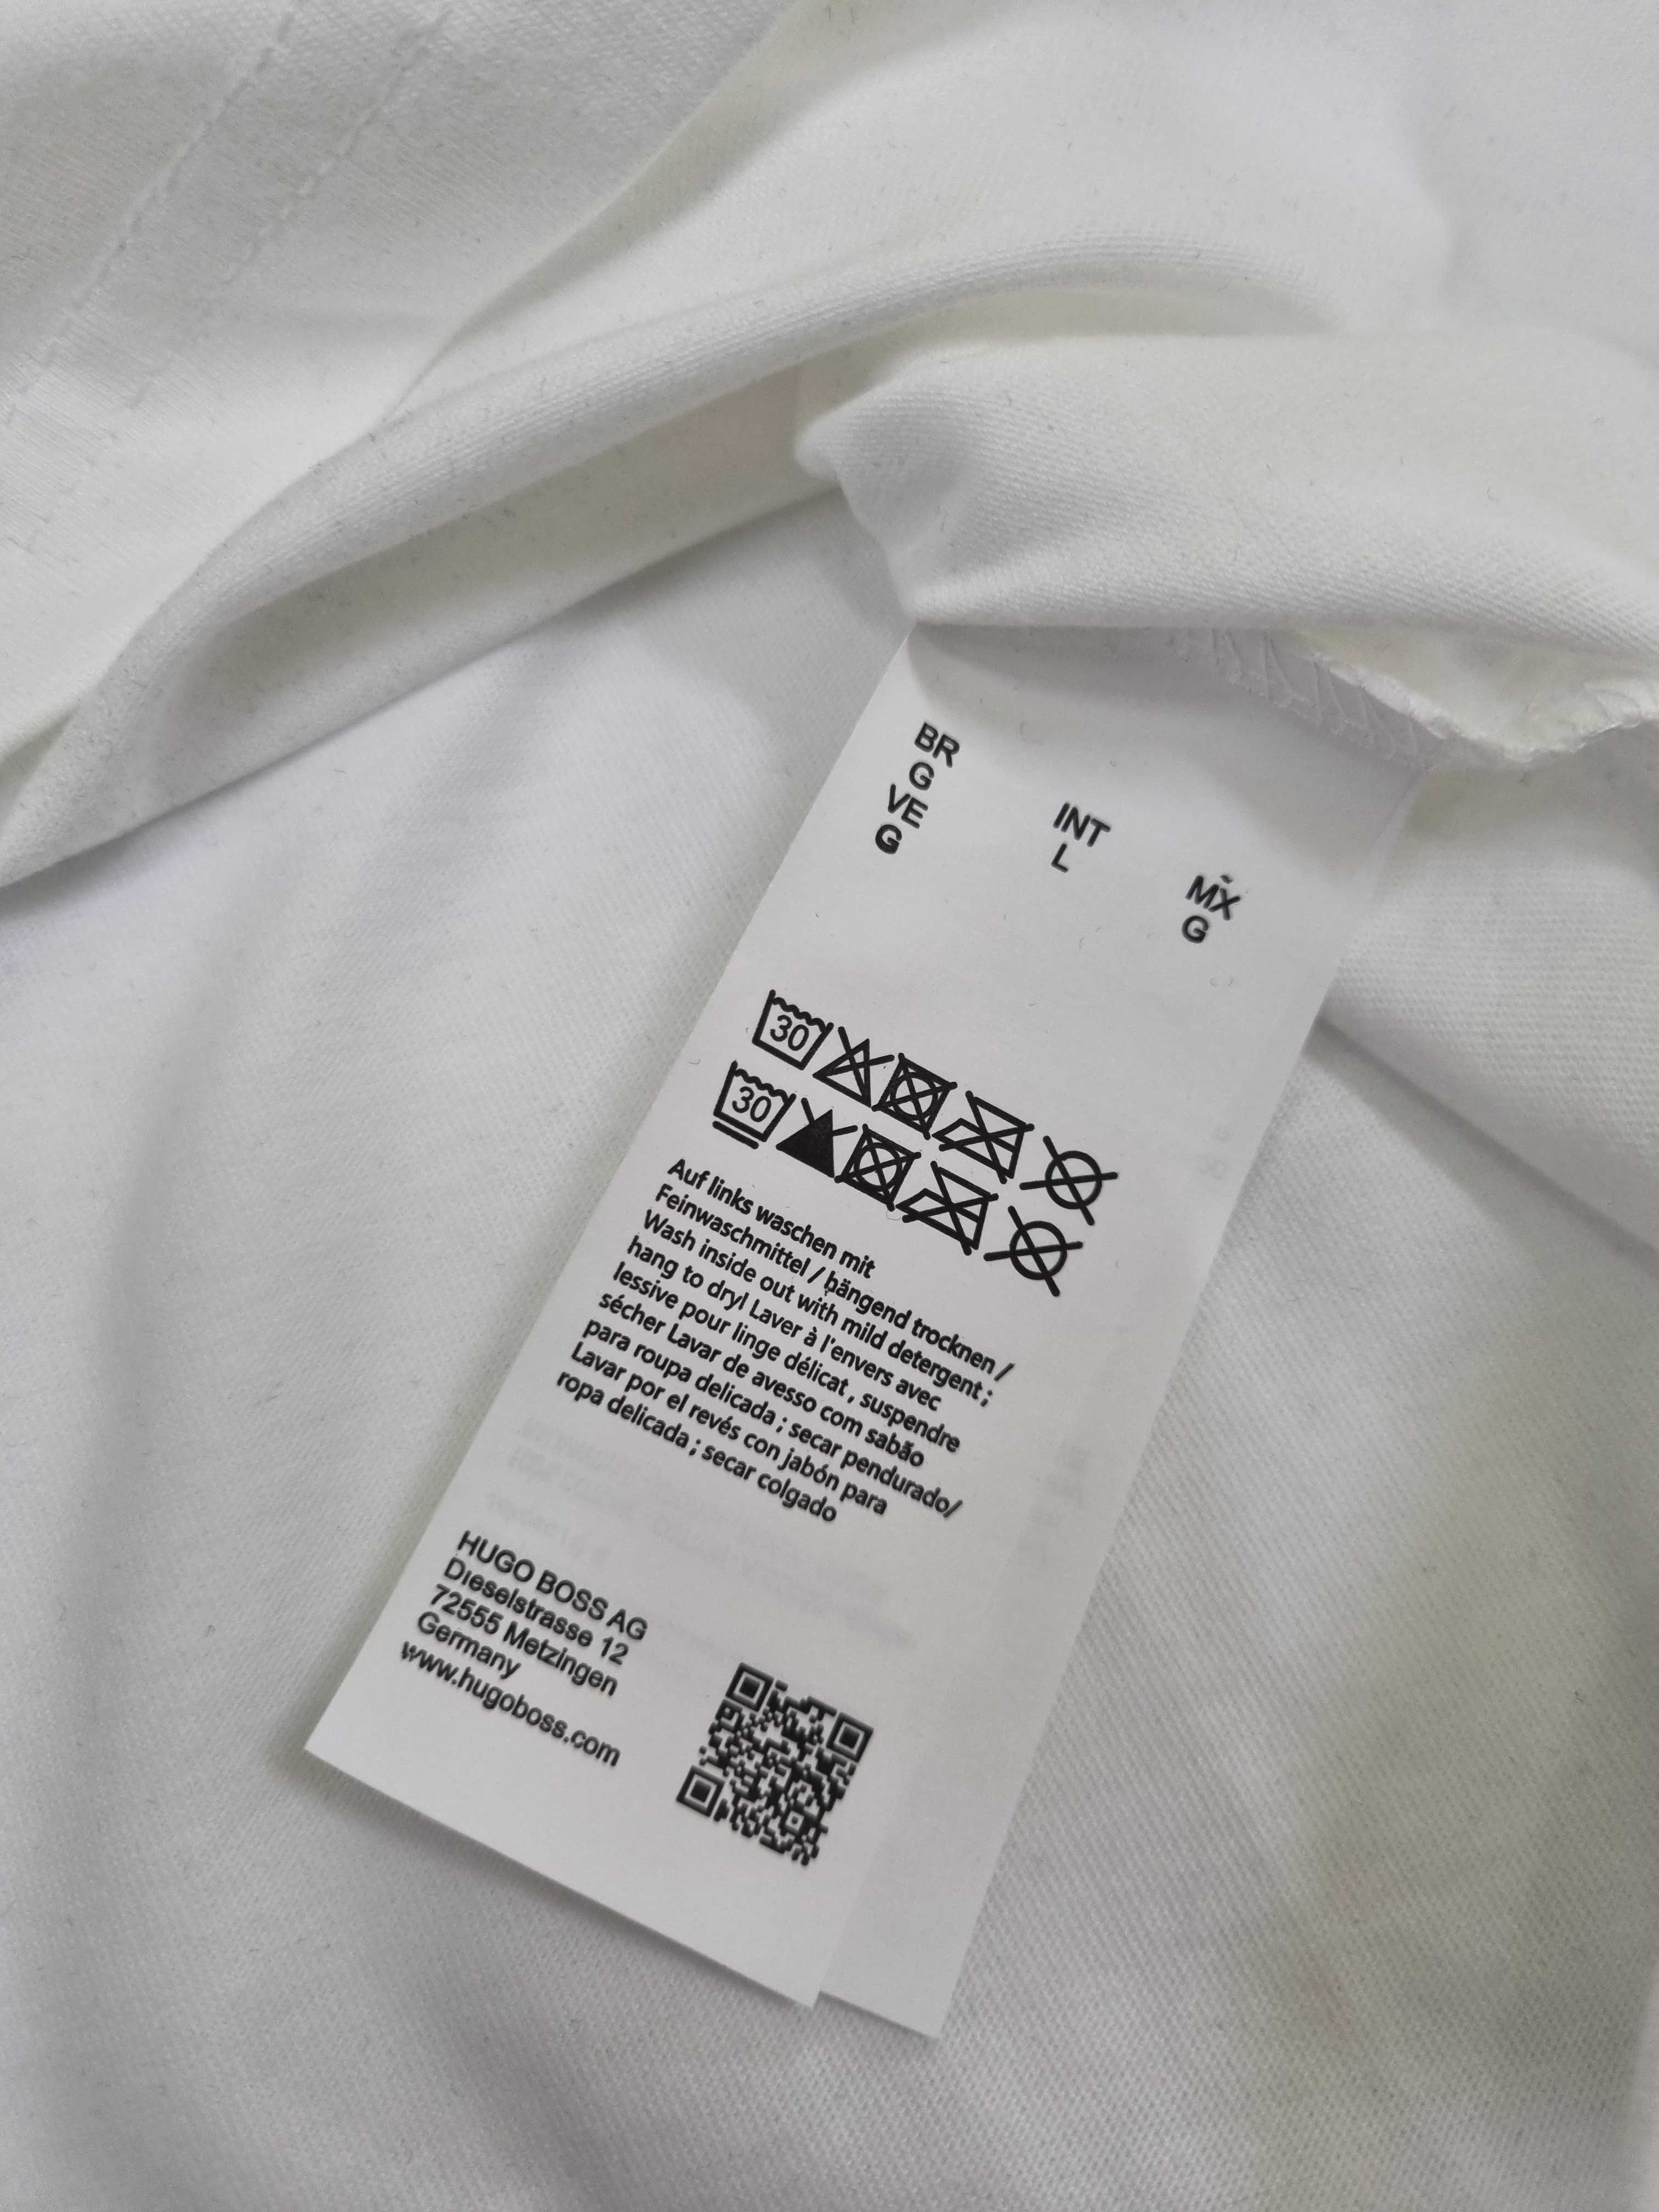 BR
G
VE
G
INT
L
MX
G
30
30
Auf links waschen mit
Feinwaschmittel / hängend trocknen /
Wash inside out with mild detergent ;
hang to dry/ Laver à l'envers avec
lessive pour linge délicat , suspendre
sécher Lavar de avesso com sabão
para roupa delicada ; secar pendurado/
Lavar por el revés con jabón para
ropa delicada ; secar colgado
HUGO BOSS AG
Dieselstrasse 12
72555 Metzingen
Germany
www.hugoboss.com